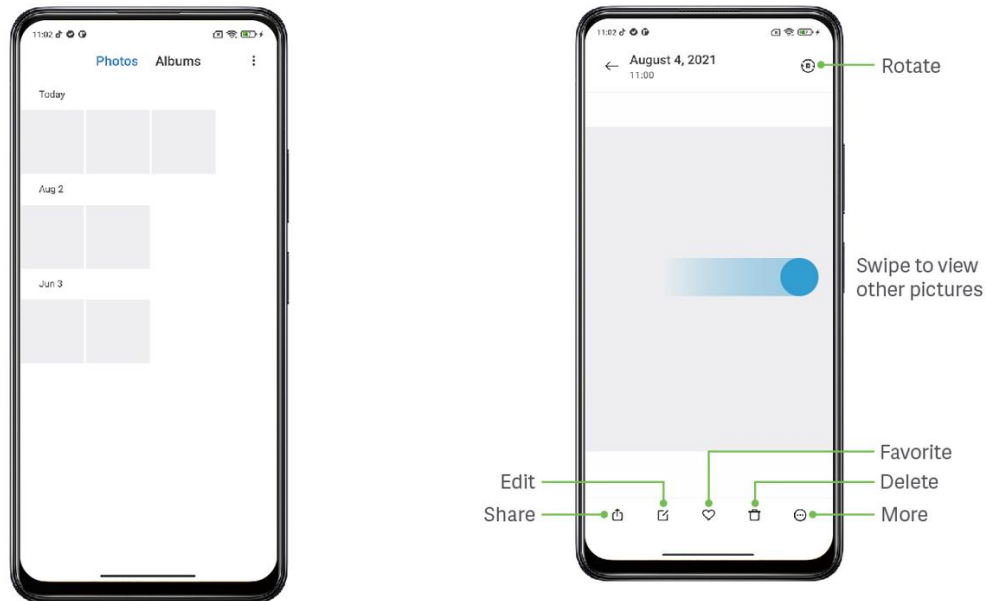 11:02
Photos Albums
Today
Aug 2
Jun 3
11:02
August 4, 2021
11:00
Rotate
Swipe to view
other pictures
Favorite
Edit
Delete
Share
More